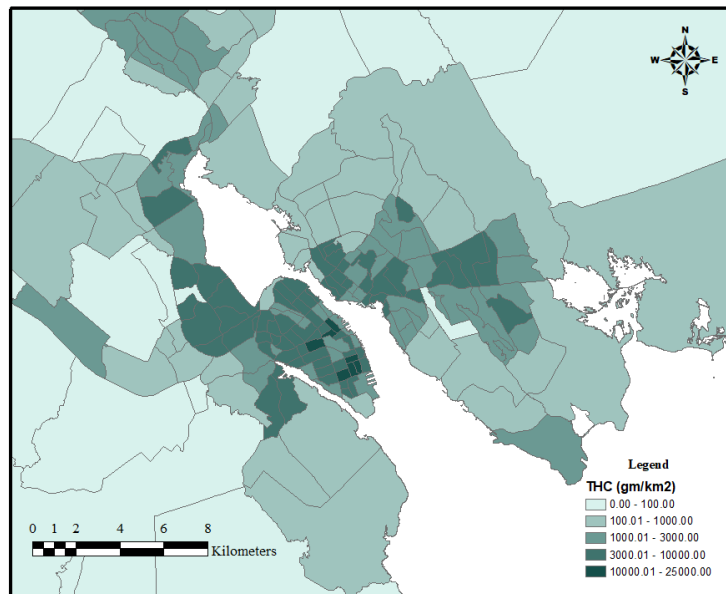 N
W E
S
Legend
THC (gm/km2)
0.00 - 100.00
100.01 - 1000.00
1000.01 - 3000.00
3000.01 - 10000.00
10000.01 - 25000.00
0 1 2 4 6 8
Kilometers